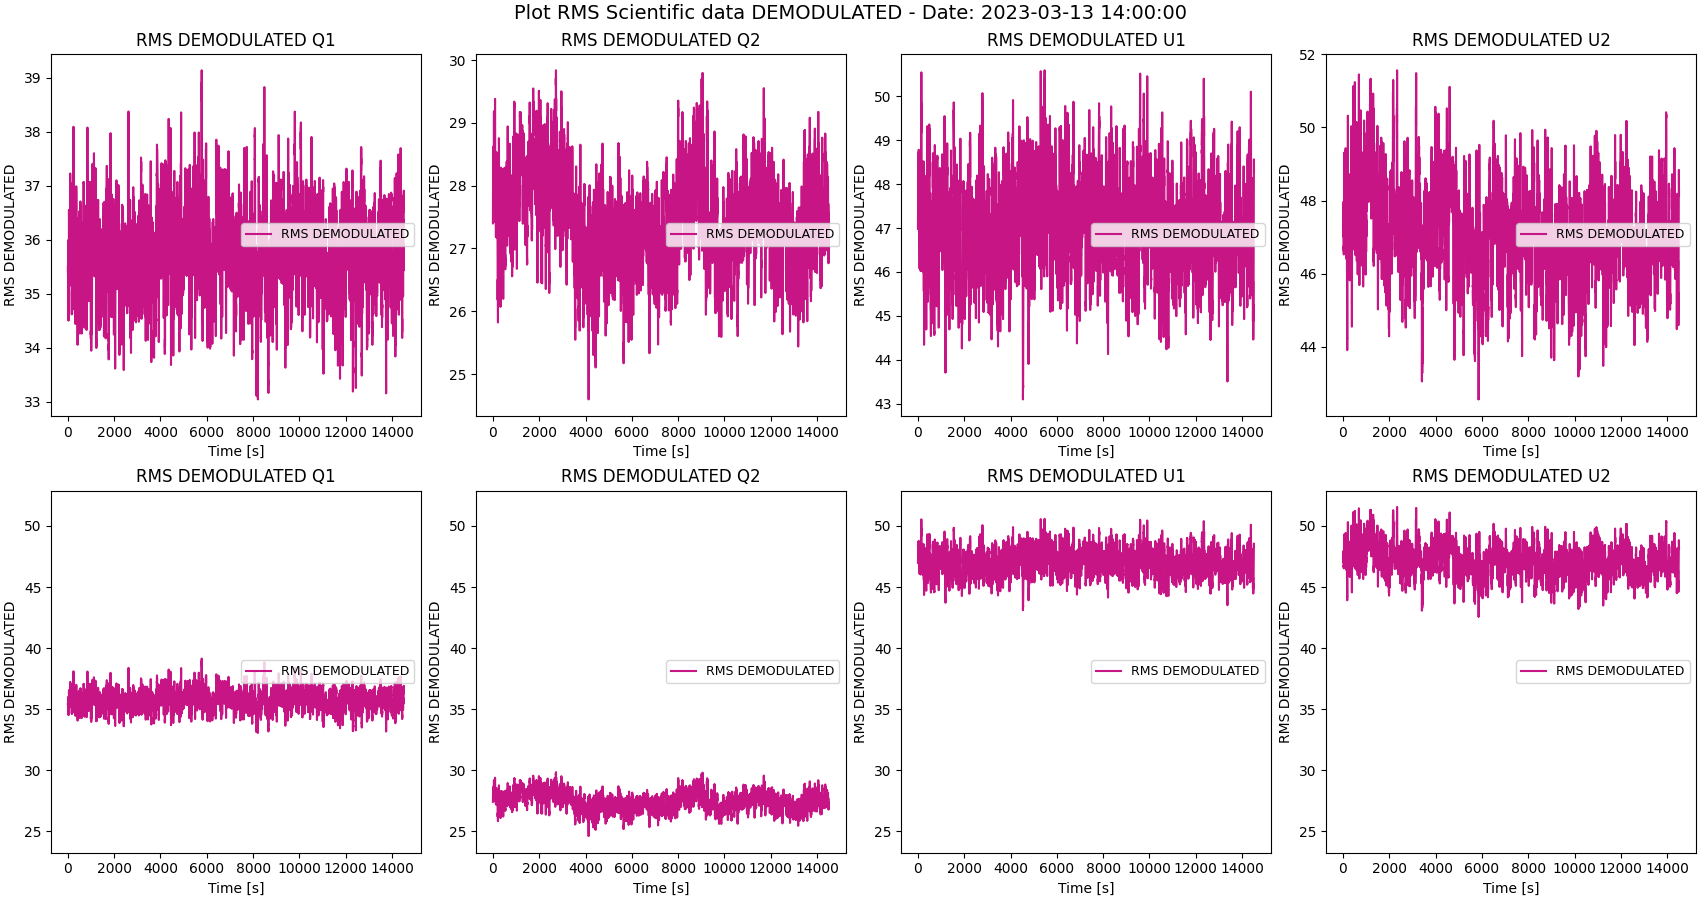 Plot RMS Scientific data DEMODULATED - Date: 2023-03-13 14:00:00
RMS DEMODULATED Q1
RMS DEMODULATED
39
38
37
36
35
34
33
RMS DEMODULATED
0 2000 4000 6000 8000 10000 12000 14000
Time [s]
RMS DEMODULATED Q2
RMS DEMODULATED
30
29
28
27
26
25
RMS DEMODULATED
0 2000 4000 6000 8000 10000 12000 14000
Time [s]
RMS DEMODULATED U1
RMS DEMODULATED
50
49
48
47
46
45
44
43
RMS DEMODULATED
0 2000 4000 6000 8000 10000 12000 14000
Time [s]
RMS DEMODULATED U2
RMS DEMODULATED
52
50
48
46
44
RMS DEMODULATED
0 2000 4000 6000 8000 10000 12000 14000
Time [s]
RMS DEMODULATED Q1
RMS DEMODULATED
50
45
40
35
30
25
RMS DEMODULATED
0 2000 4000 6000 8000 10000 12000 14000
Time [s]
RMS DEMODULATED Q2
RMS DEMODULATED
50
45
40
35
30
25
RMS DEMODULATED
0 2000 4000 6000 8000 10000 12000 14000
Time [s]
RMS DEMODULATED U1
RMS DEMODULATED
50
45
40
35
30
25
RMS DEMODULATED
0 2000 4000 6000 8000 10000 12000 14000
Time [s]
RMS DEMODULATED U2
RMS DEMODULATED
50
45
40
35
30
25
RMS DEMODULATED
0 2000 4000 6000 8000 10000 12000 14000
Time [s]